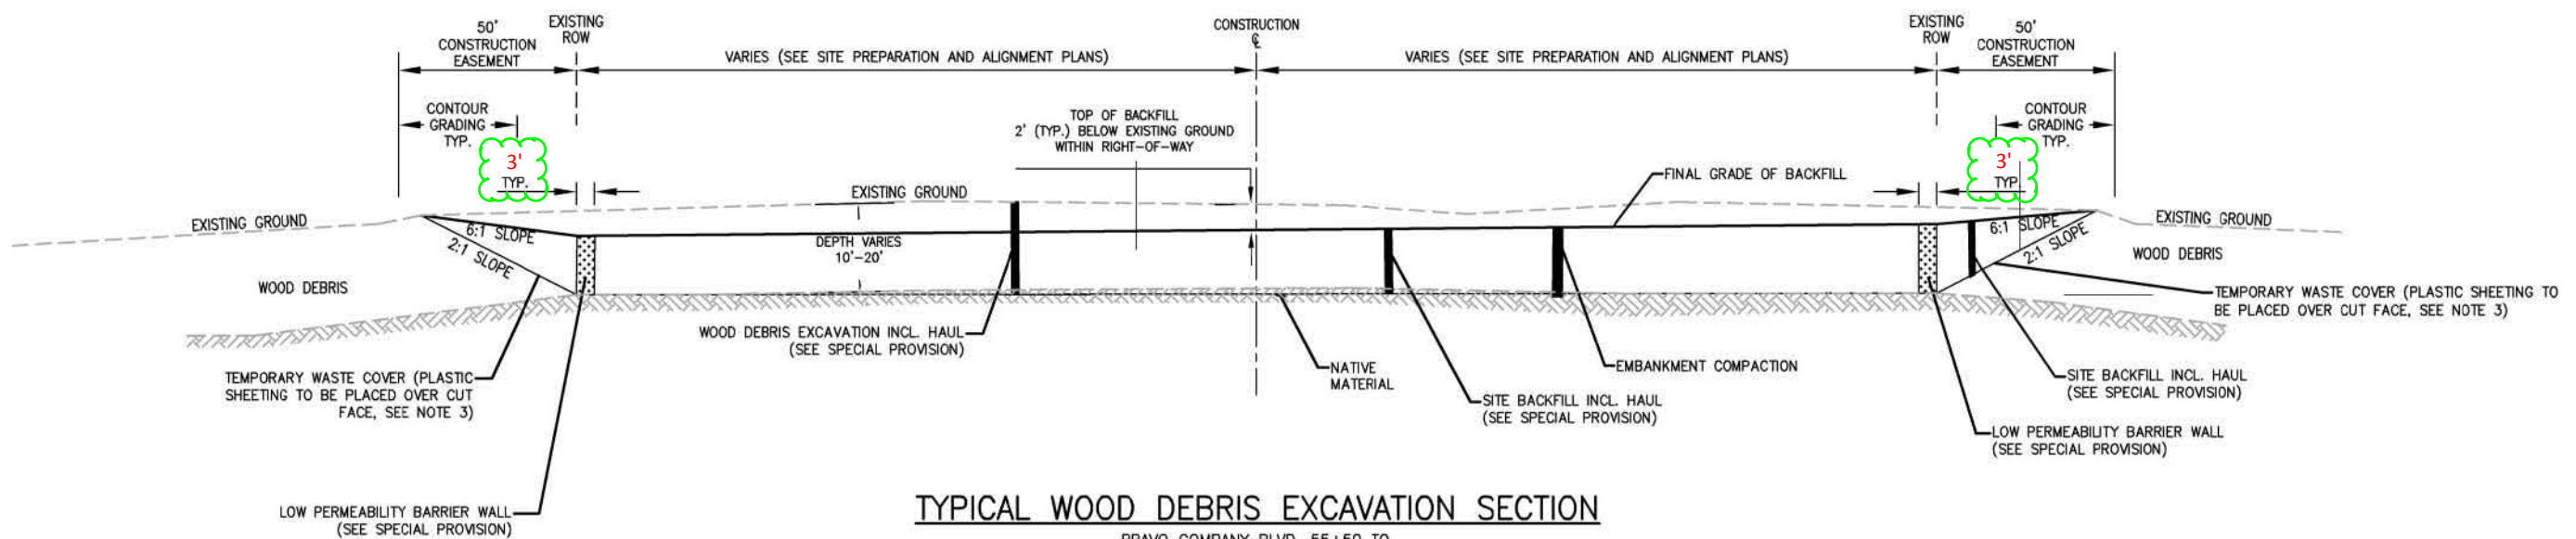 50'
CONSTRUCTION
EASEMENT
EXISTING
ROW
VARIES (SEE SITE PREPARATION AND ALIGNMENT PLANS)
CONSTRUCTION
℄
VARIES (SEE SITE PREPARATION AND ALIGNMENT PLANS)
EXISTING
ROW
50'
CONSTRUCTION
EASEMENT
CONTOUR
GRADING
TYP.
3'
TYP.
TOP OF BACKFILL
2' (TYP.) BELOW EXISTING GROUND
WITHIN RIGHT-OF-WAY
CONTOUR
GRADING
TYP.
3'
TYP.
EXISTING GROUND
EXISTING GROUND
FINAL GRADE OF BACKFILL
EXISTING GROUND
6:1 SLOPE
2:1 SLOPE
DEPTH VARIES
10'-20'
6:1 SLOPE
2:1 SLOPE
WOOD DEBRIS
WOOD DEBRIS
TEMPORARY WASTE COVER (PLASTIC SHEETING TO
BE PLACED OVER CUT FACE, SEE NOTE 3)
WOOD DEBRIS EXCAVATION INCL. HAUL
(SEE SPECIAL PROVISION)
NATIVE
MATERIAL
EMBANKMENT COMPACTION
TEMPORARY WASTE COVER (PLASTIC
SHEETING TO BE PLACED OVER CUT
FACE, SEE NOTE 3)
SITE BACKFILL INCL. HAUL
(SEE SPECIAL PROVISION)
SITE BACKFILL INCL. HAUL
(SEE SPECIAL PROVISION)
LOW PERMEABILITY BARRIER WALL
(SEE SPECIAL PROVISION)
LOW PERMEABILITY BARRIER WALL
(SEE SPECIAL PROVISION)
TYPICAL WOOD DEBRIS EXCAVATION SECTION
BRAVO COMPANY BLVD. 55+50 TO